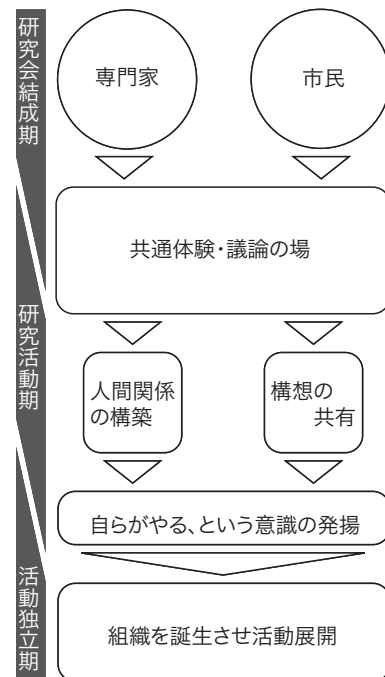 研究会結成期
専門家
市民
共通体験・議論の場
研究活動期
人間関係
の構築
構想の
共有
自らがやる、という意識の発揚
活動独立期
組織を誕生させ活動展開